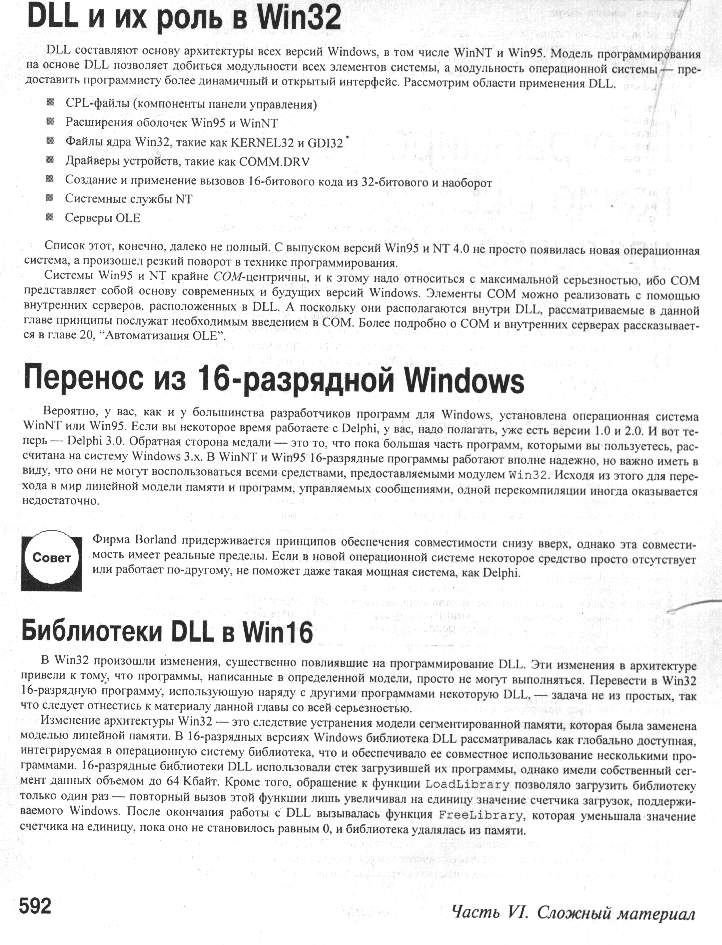 DLL и их роль в Win32
DLL составляют основу архитектуры всех версий Windows, в том числе WinNT и Win95. Модель программирования
на основе DLL позволяет добиться модульности всех элементов системы, а модульность операционной системы — пре-
доставить программисту более динамичный и открытый интерфейс. Рассмотрим области применения DLL.
CPL-файлы (компоненты панели управления)
Расширения оболочек Win95 и WinNT
Файлы ядра Win32, такие как KERNEL32 и GDI32
Драйверы устройств, такие как COMM.DRV
Создание и применение вызовов 16-битового кода из 32-битового и наоборот
Системные службы NT
Серверы OLE
Список этот, конечно, далеко не полный. С выпуском версий Win95 и NT 4.0 не просто появилась новая операционная
система, а произошел резкий поворот в технике программирования.
Системы Win95 и NT крайне COM-центричны, и к этому надо относиться с максимальной серьезностью, ибо COM
представляет собой основу современных и будущих версий Windows. Элементы COM можно реализовать с помощью
внутренних серверов, расположенных в DLL. А поскольку они располагаются внутри DLL, рассматриваемые в данной
главе принципы послужат необходимым введением в COM. Более подробно о COM и внутренних серверах рассказывает-
ся в главе 20, “Автоматизация OLE”.
Перенос из 16-разрядной Windows
Вероятно, у вас, как и у большинства разработчиков программ для Windows, установлена операционная система
WinNT или Win95. Если вы некоторое время работаете с Delphi, у вас, надо полагать, уже есть версии 1.0 и 2.0. И вот те-
перь — Delphi 3.0. Обратная сторона медали — это то, что пока большая часть программ, которыми вы пользуетесь, рас-
считана на систему Windows 3.x. В WinNT и Win95 16-разрядные программы работают вполне надежно, но важно иметь в
виду, что они не могут воспользоваться всеми средствами, предоставляемыми модулем Win32. Исходя из этого для пере-
хода в мир линейной модели памяти и программ, управляемых сообщениями, одной перекомпиляции иногда оказывается
недостаточно.
Совет
Фирма Borland придерживается принципов обеспечения совместимости снизу вверх, однако эта совмести-
мость имеет реальные пределы. Если в новой операционной системе некоторое средство просто отсутствует
или работает по-другому, не поможет даже такая мощная система, как Delphi.
Библиотеки DLL в Win16
В Win32 произошли изменения, существенно повлиявшие на программирование DLL. Эти изменения в архитектуре
привели к тому, что программы, написанные в определенной модели, просто не могут выполняться. Перевести в Win32
16-разрядную программу, использующую наряду с другими программами некоторую DLL, — задача не из простых, так
что следует отнестись к материалу данной главы со всей серьезностью.
Изменение архитектуры Win32 — это следствие устранения модели сегментированной памяти, которая была заменена
моделью линейной памяти. В 16-разрядных версиях Windows библиотека DLL рассматривалась как глобально доступная,
интегрируемая в операционную систему библиотека, что и обеспечивало ее совместное использование несколькими про-
граммами. 16-разрядные библиотеки DLL использовали стек загрузившей их программы, однако имели собственный сег-
мент данных объемом до 64 Кбайт. Кроме того, обращение к функции LoadLibrary позволяло загрузить библиотеку
только один раз — повторный вызов этой функции лишь увеличивал на единицу значение счетчика загрузок, поддержи-
ваемого Windows. После окончания работы с DLL вызывалась функция FreeLibrary, которая уменьшала значение
счетчика на единицу, пока оно не становилось равным 0, и библиотека удалялась из памяти.
592
Часть VI. Сложный материал